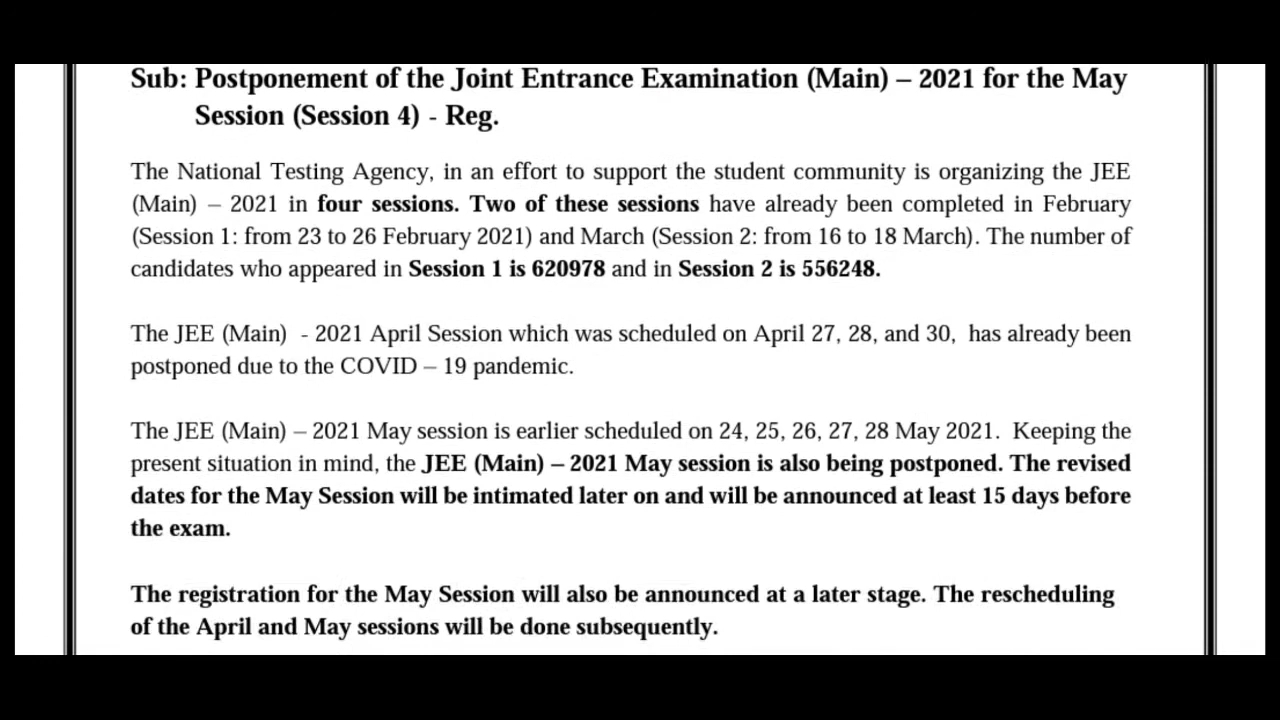 Sub: Postponement of the Joint Entrance Examination (Main) – 2021 for the May
Session (Session 4) - Reg.
The National Testing Agency, in an effort to support the student community is organizing the JEE
(Main) – 2021 in four sessions. Two of these sessions have already been completed in February
(Session 1: from 23 to 26 February 2021) and March (Session 2: from 16 to 18 March). The number of
candidates who appeared in Session 1 is 620978 and in Session 2 is 556248.
The JEE (Main) - 2021 April Session which was scheduled on April 27, 28, and 30, has already been
postponed due to the COVID – 19 pandemic.
The JEE (Main) – 2021 May session is earlier scheduled on 24, 25, 26, 27, 28 May 2021. Keeping the
present situation in mind, the JEE (Main) – 2021 May session is also being postponed. The revised
dates for the May Session will be intimated later on and will be announced at least 15 days before
the exam.
The registration for the May Session will also be announced at a later stage. The rescheduling
of the April and May sessions will be done subsequently.